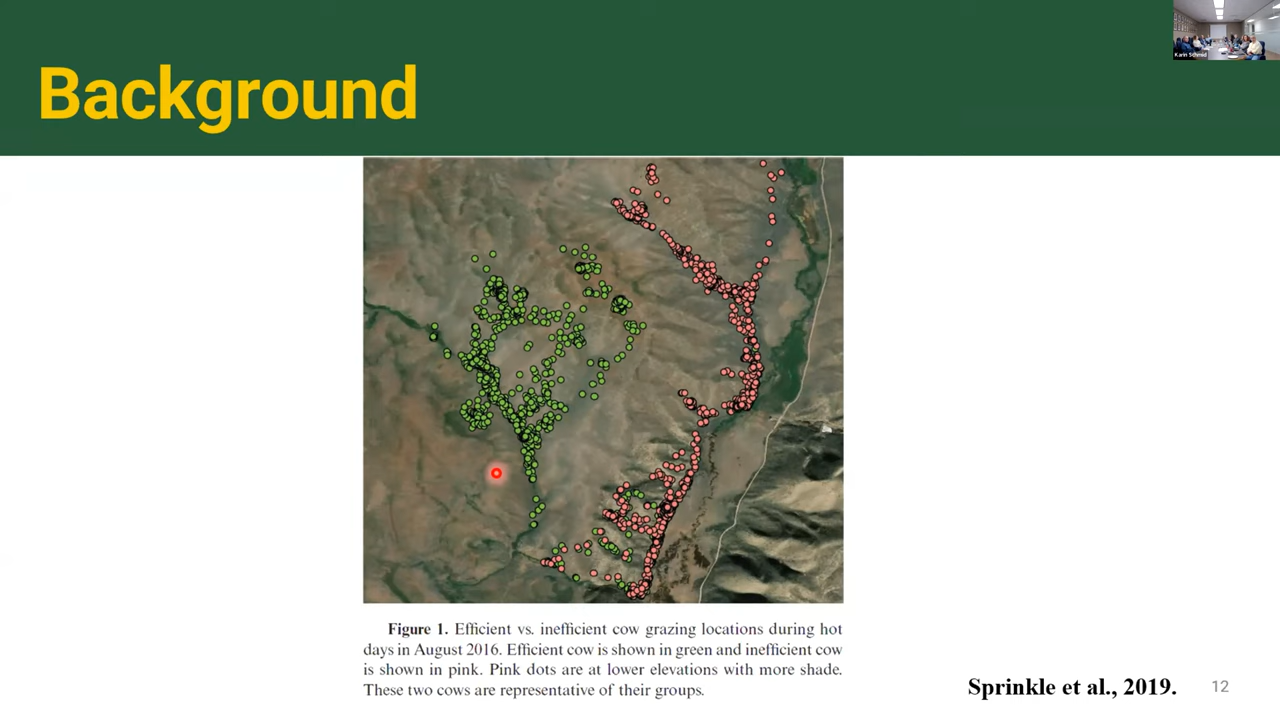 Karin Schmid
Background
Figure 1. Efficient vs. inefficient cow grazing locations during hot
days in August 2016. Efficient cow is shown in green and inefficient cow
is shown in pink. Pink dots are at lower elevations with more shade.
These two cows are representative of their groups.
Sprinkle et al., 2019.
12